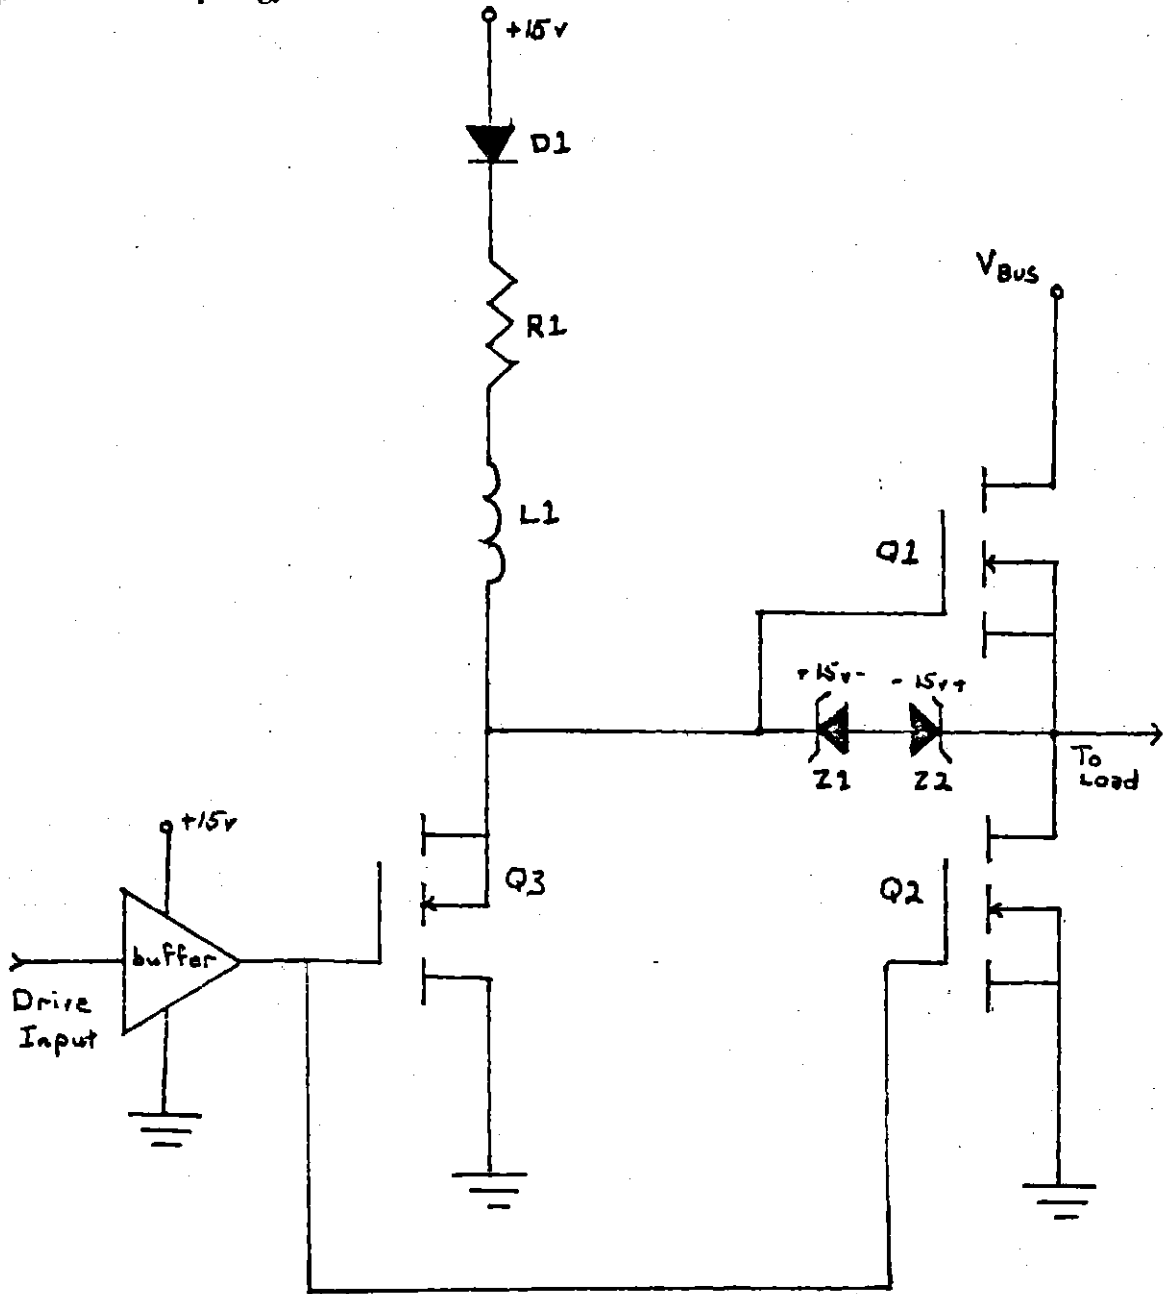 +15v
D1
R1
VBus
L1
Q1
+15v-
-15v+
Z1
Z2
To
Load
+15v
Q3
Q2
buffer
Drive
Input